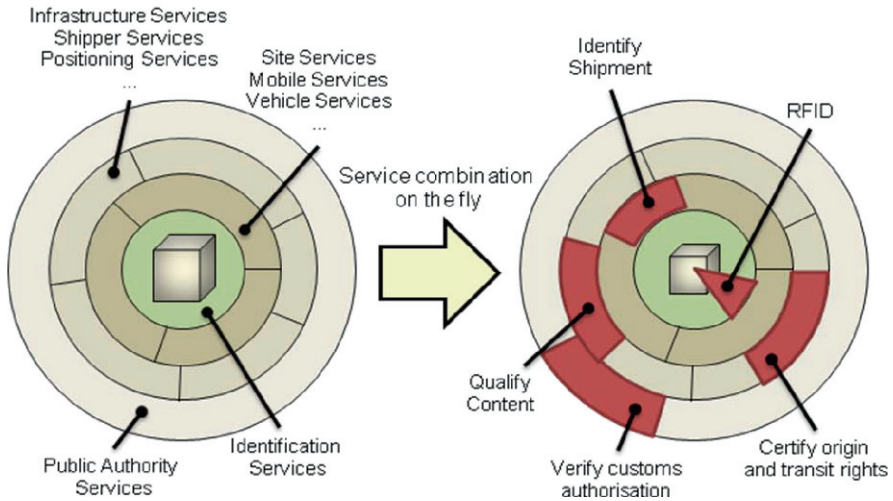 Infrastructure Services
Shipper Services
Positioning Services
...
Site Services
Mobile Services
Vehicle Services
...
Public Authority
Services
Identification
Services
Service combination
on the fly
Identify
Shipment
RFID
Qualify
Content
Verify customs
authorisation
Certify origin
and transit rights